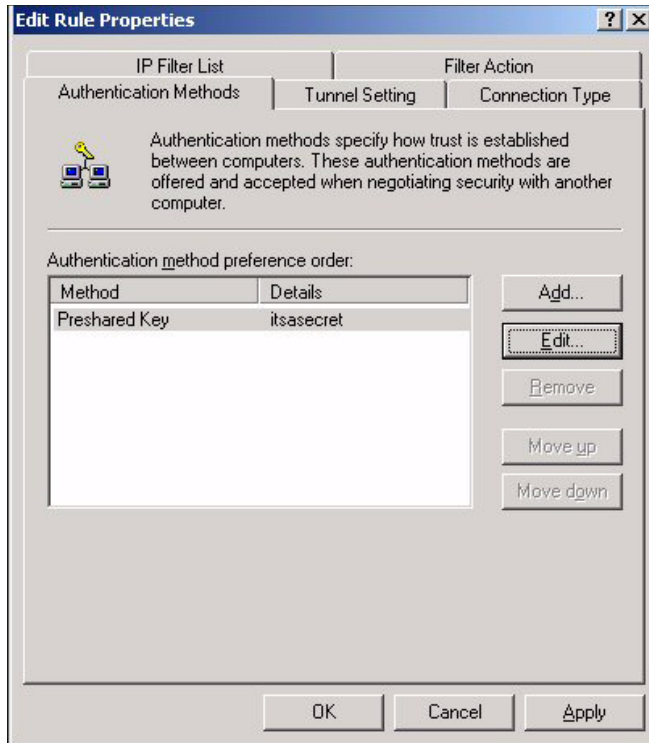 Edit Rule Properties
? X
IP Filter List
Filter Action
Authentication Methods
Tunnel Setting
Connection Type
Authentication methods specify how trust is established
between computers. These authentication methods are
offered and accepted when negotiating security with another
computer.
Authentication method preference order:
Method Details
Preshared Key itsasecret
Add...
Edit...
Remove
Move up
Move down
OK Cancel Apply